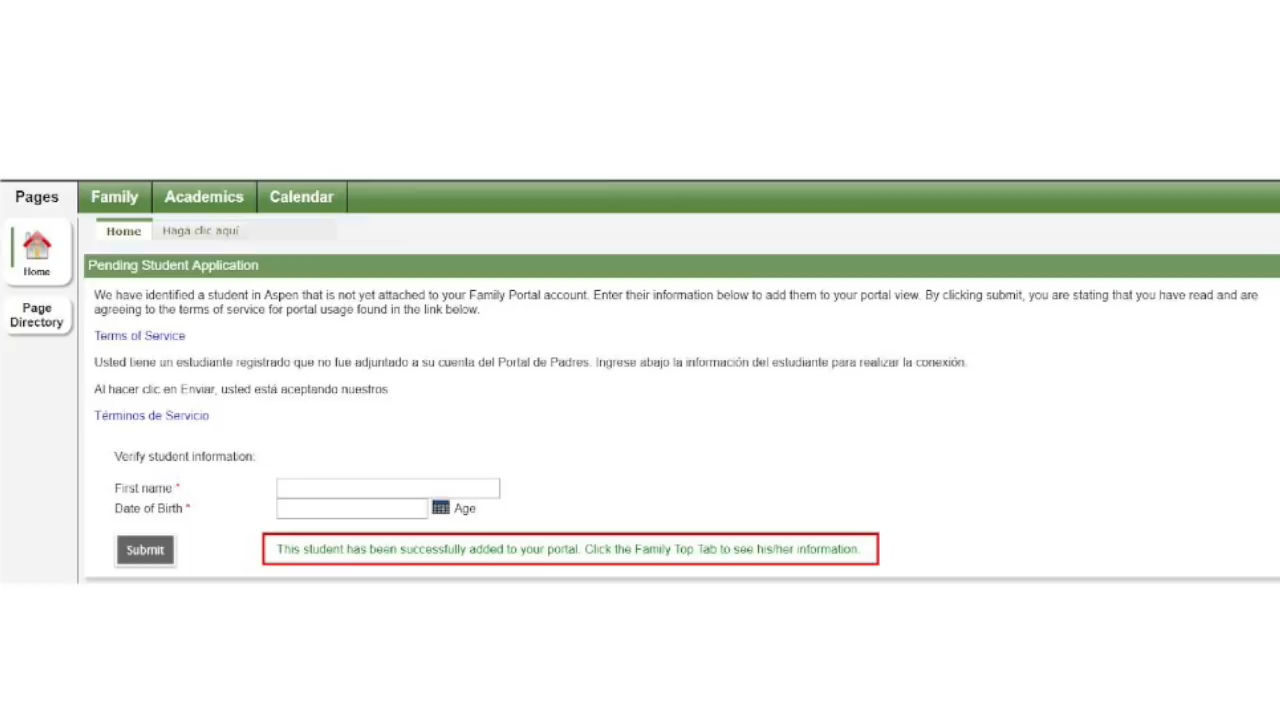 Pages
Family
Academics
Calendar
Home
Haga clic aquí
Home
Page
Directory
Pending Student Application
We have identified a student in Aspen that is not yet attached to your Family Portal account. Enter their information below to add them to your portal view. By clicking submit, you are stating that you have read and are
agreeing to the terms of service for portal usage found in the link below.
Terms of Service
Usted tiene un estudiante registrado que no fue adjuntado a su cuenta del Portal de Padres. Ingrese abajo la información del estudiante para realizar la conexión.
Al hacer clic en Enviar, usted está aceptando nuestros
Términos de Servicio
Verify student information:
First name *
Date of Birth *
Age
Submit
This student has been successfully added to your portal. Click the Family Top Tab to see his/her information.